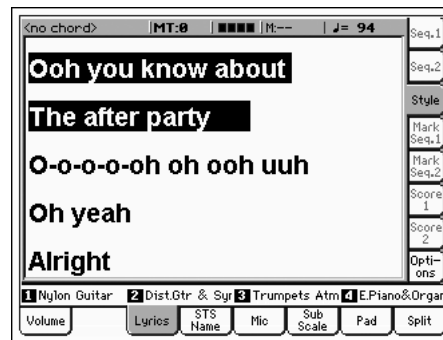 <no chord> MT:0 M:-- ♩= 94
Ooh you know about
The after party
O-o-o-o-oh oh ooh uuh
Oh yeah
Alright
Seq.1
Seq.2
Style
Mark
Seq.1
Mark
Seq.2
Score
1
Score
2
Opti-
ons
1 Nylon Guitar 2 Dist.Gtr & Syn 3 Trumpets Atm 4 E.Piano&Organ
Volume Lyrics STS Name Mic Sub Scale Pad Split